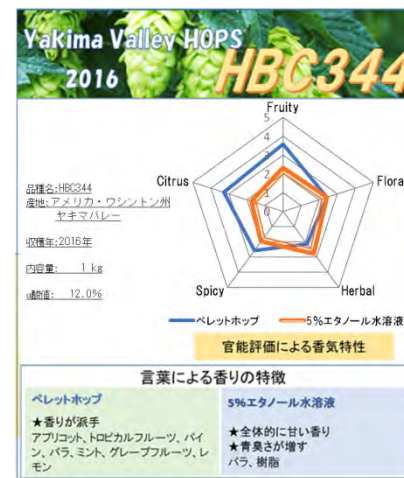 Yakima Valley HOPS
2016
HBC344
Fruity
5
4
3
2
1
0
Citrus
Flora
Spicy
Herbal
品種名:HBC344
産地:アメリカ・ワシントン州
ヤキマバレー
収穫年:2016年
内容量: 1 kg
α酸値: 12.0%
ペレットホップ
5%エタノール水溶液
官能評価による香気特性
言葉による香りの特徴
ペレットホップ
★香りが派手
アプリコット、トロピカルフルーツ、パイ
ン、バラ、ミント、グレープフルーツ、レ
モン
5%エタノール水溶液
★全体的に甘い香り
★青臭さが増す
バラ、樹脂